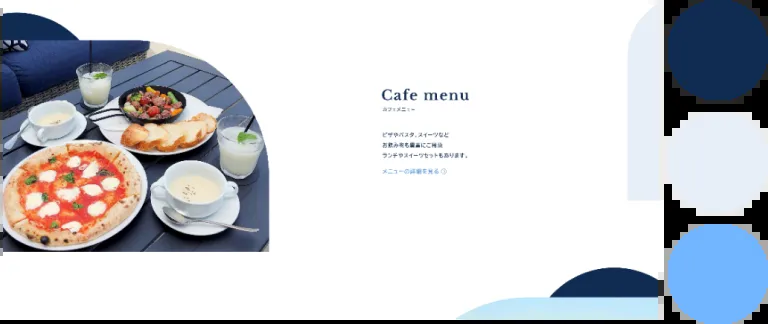 Cafe menu
カフェメニュー
ピザやパスタ、スイーツなど
お飲み物も豊富にご用意
ランチやスイーツセットもあります。
メニューの詳細を見る